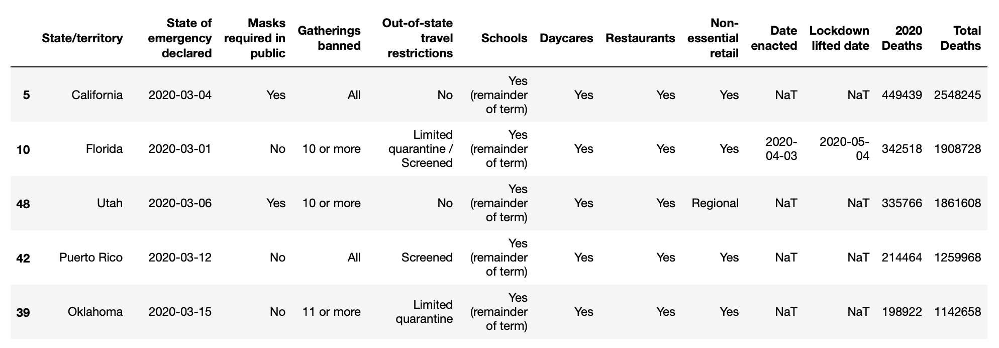 State/territory State of emergency declared Masks required in public Gatherings banned Out-of-state travel restrictions Schools Daycares Restaurants Non-essential retail Date enacted Lockdown lifted date 2020 Deaths Total Deaths
5 California 2020-03-04 Yes All No Yes (remainder of term) Yes Yes Yes NaT NaT 449439 2548245
10 Florida 2020-03-01 No 10 or more Limited quarantine / Screened Yes (remainder of term) Yes Yes Yes 2020-04-03 2020-05-04 342518 1908728
48 Utah 2020-03-06 Yes 10 or more No Yes (remainder of term) Yes Yes Regional NaT NaT 335766 1861608
42 Puerto Rico 2020-03-12 No All Screened Yes (remainder of term) Yes Yes Yes NaT NaT 214464 1259968
39 Oklahoma 2020-03-15 No 11 or more Limited quarantine Yes (remainder of term) Yes Yes Yes NaT NaT 198922 1142658